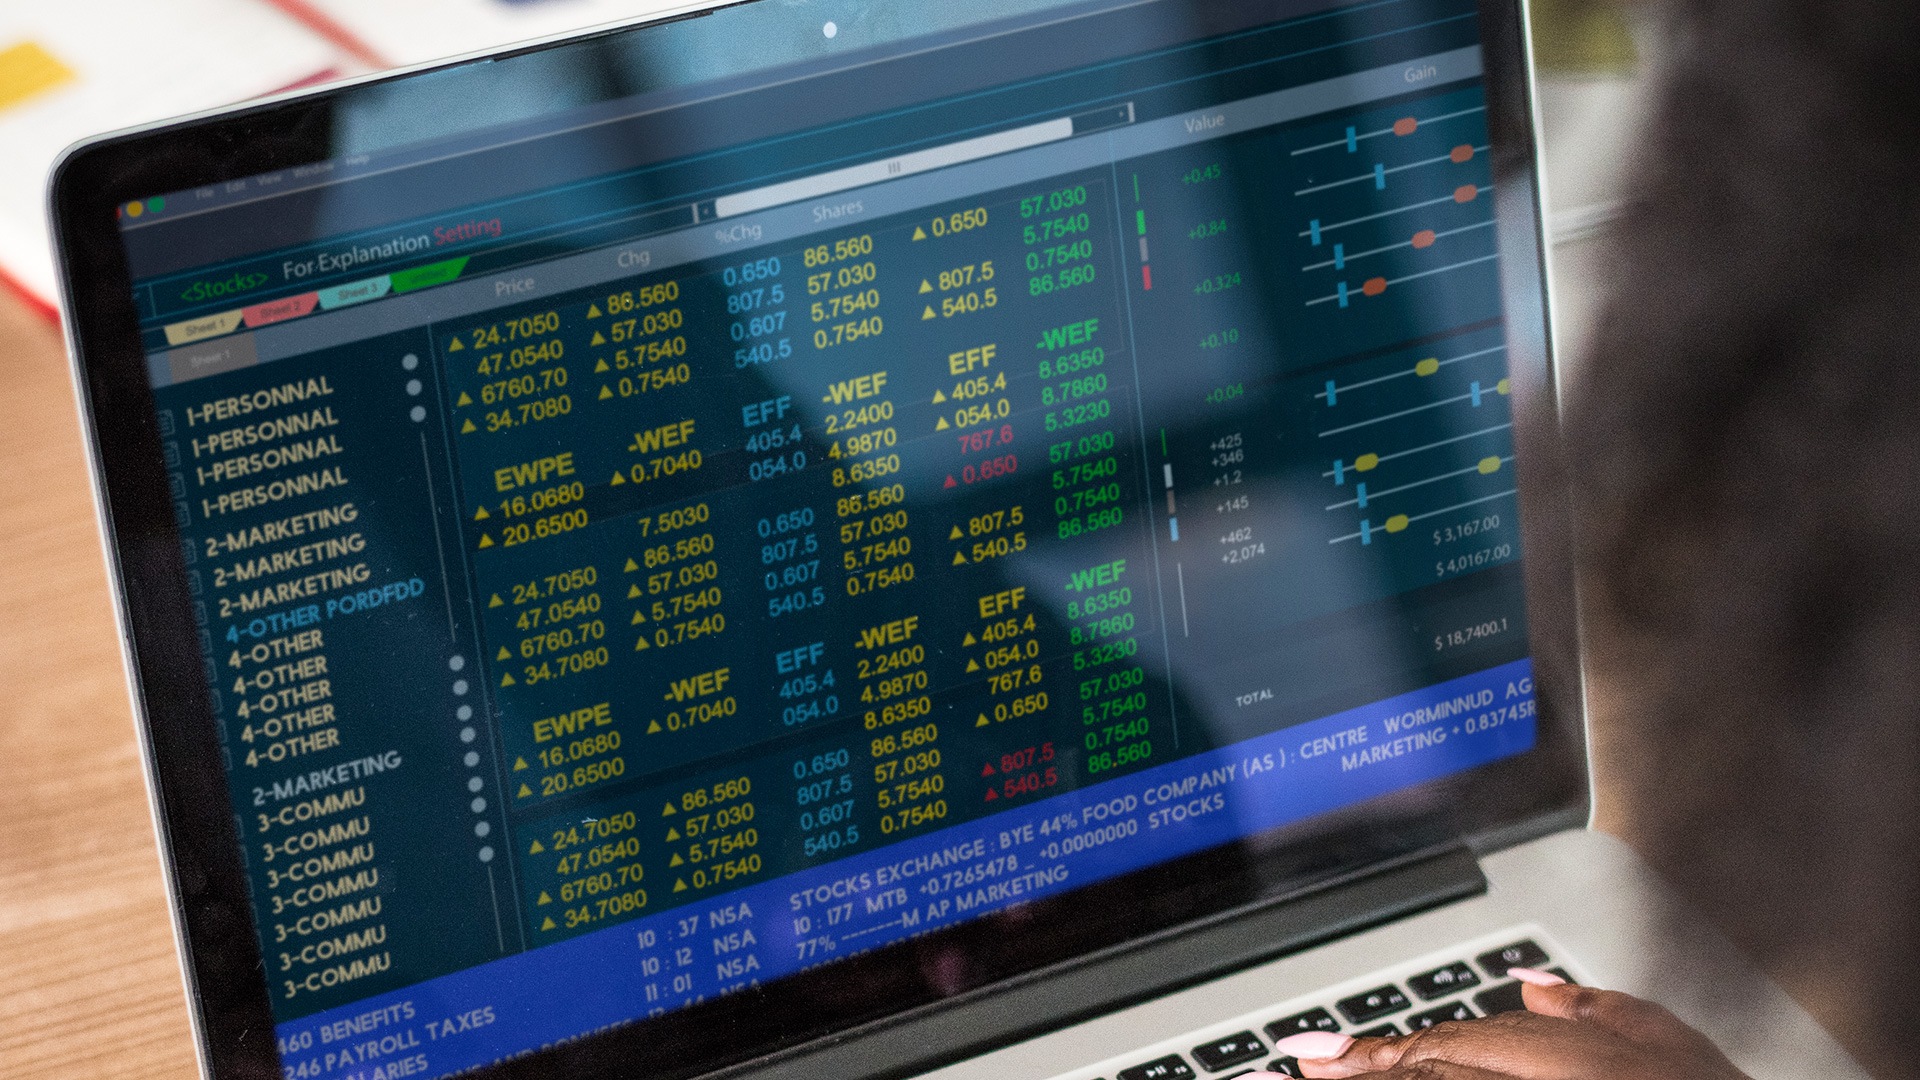 File Edit View Window Help
<Stocks> For Explanation Setting
Sheet 1 Sheet 2 Sheet 3
Sheet 1
Price Chg %Chg Shares Value Gain
1-PERSONNAL
1-PERSONNAL
1-PERSONNAL
1-PERSONNAL
2-MARKETING
2-MARKETING
2-MARKETING
4-OTHER PORDFDD
4-OTHER
4-OTHER
4-OTHER
4-OTHER
4-OTHER
2-MARKETING
3-COMMU
3-COMMU
3-COMMU
3-COMMU
3-COMMU
3-COMMU
3-COMMU
▲ 24.7050 ▲ 86.560 0.650 86.560 ▲ 0.650 57.030
47.0540 ▲ 57.030 807.5 57.030 5.7540
▲ 6760.70 ▲ 5.7540 0.607 5.7540 ▲ 807.5 0.7540
▲ 34.7080 ▲ 0.7540 540.5 0.7540 ▲ 540.5 86.560
EWPE -WEF EFF -WEF EFF -WEF
▲ 16.0680 ▲ 0.7040 405.4 2.2400 ▲ 405.4 8.6350
▲ 20.6500 054.0 4.9870 ▲ 054.0 8.7860
8.6350 767.6 5.3230
7.5030 86.560 ▲ 0.650 57.030
▲ 24.7050 ▲ 86.560 0.650 57.030 5.7540
47.0540 ▲ 57.030 807.5 5.7540 ▲ 807.5 0.7540
▲ 6760.70 ▲ 5.7540 0.607 0.7540 ▲ 540.5 86.560
▲ 34.7080 ▲ 0.7540 540.5
EWPE -WEF EFF -WEF EFF -WEF
▲ 16.0680 ▲ 0.7040 405.4 2.2400 ▲ 405.4 8.6350
▲ 20.6500 054.0 4.9870 ▲ 054.0 8.7860
8.6350 767.6 5.3230
86.560 ▲ 0.650 57.030
▲ 24.7050 ▲ 86.560 0.650 57.030 5.7540
47.0540 ▲ 57.030 807.5 5.7540 ▲ 807.5 0.7540
▲ 6760.70 ▲ 5.7540 0.607 0.7540 ▲ 540.5 86.560
▲ 34.7080 ▲ 0.7540 540.5
+0.45
+0.84
+0.324
+0.10
+0.04
+425
+346
+1.2
+145
+462
+2,074
$ 3,167.00
$ 4,0167.00
$ 18,7400.1
TOTAL
460 BENEFITS
246 PAYROLL TAXES
10 : 37 NSA
10 : 12 NSA
11 : 01 NSA
NSA
STOCKS EXCHANGE : BYE 44% FOOD COMPANY (AS ) : CENTRE WORMINNUD AG
10 : 177 MTB +0.7265478 _ +0.0000000 STOCKS MARKETING + 0.83745R
77% -------M AP MARKETING